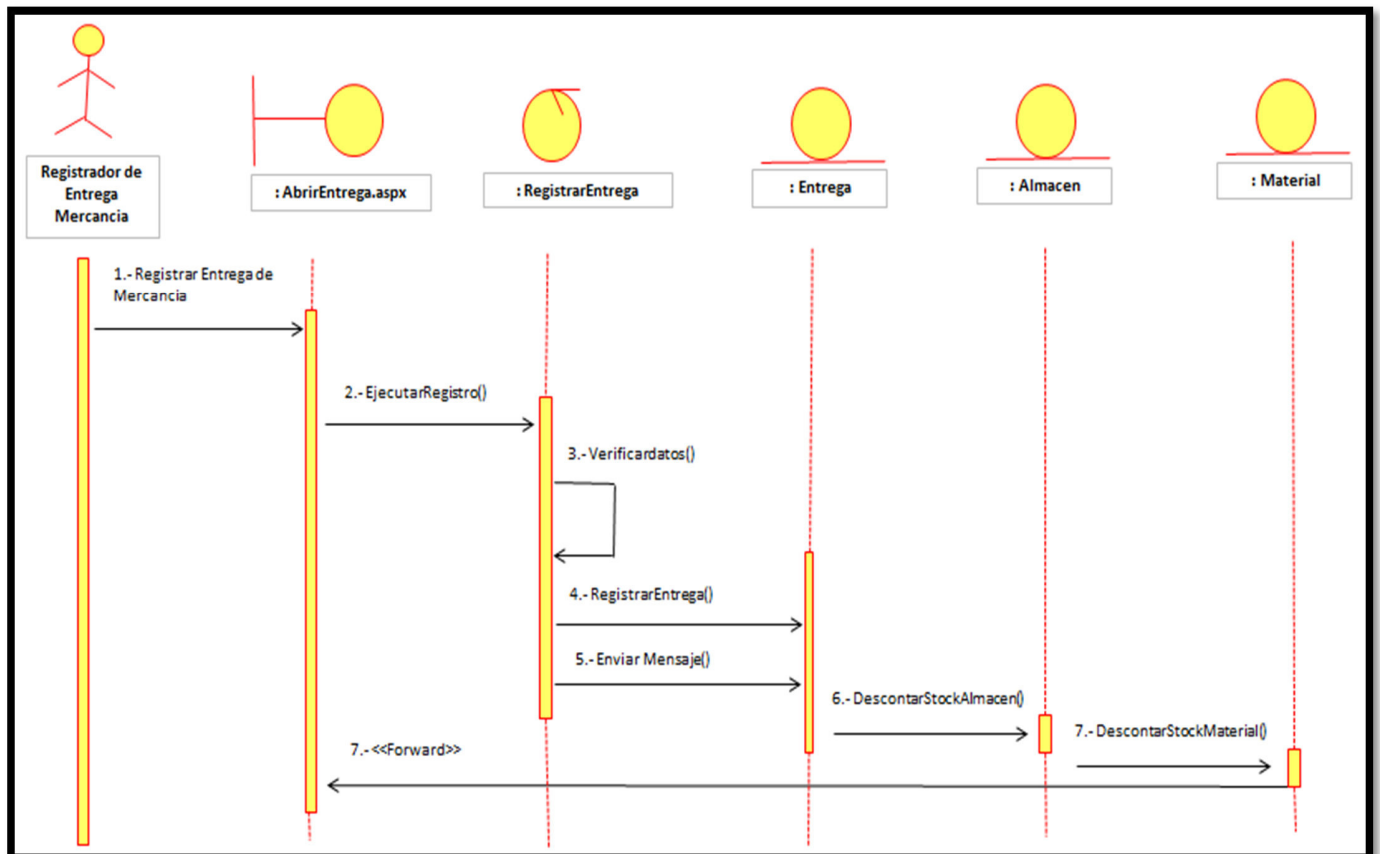 Registrador de
Entrega
Mercancia
: AbrirEntrega.aspx
: RegistrarEntrega
: Entrega
: Almacen
: Material
1.- Registrar Entrega de
Mercancia
2.- EjecutarRegistro()
3.- Verificardatos()
4.- RegistrarEntrega()
5.- Enviar Mensaje()
6.- DescontarStockAlmacen()
7.- DescontarStockMaterial()
7.- <<Forward>>